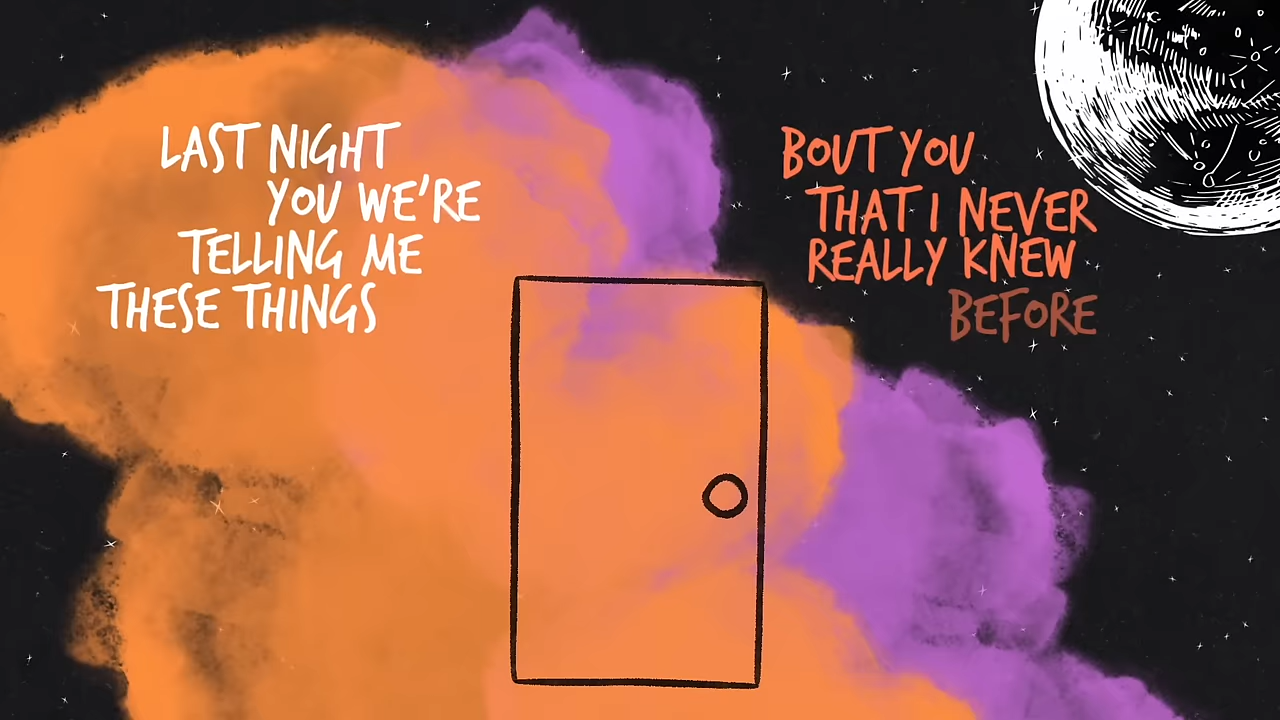 LAST NIGHT
YOU WE'RE
TELLING ME
THESE THINGS
BOUT YOU
THAT I NEVER
REALLY KNEW
BEFORE